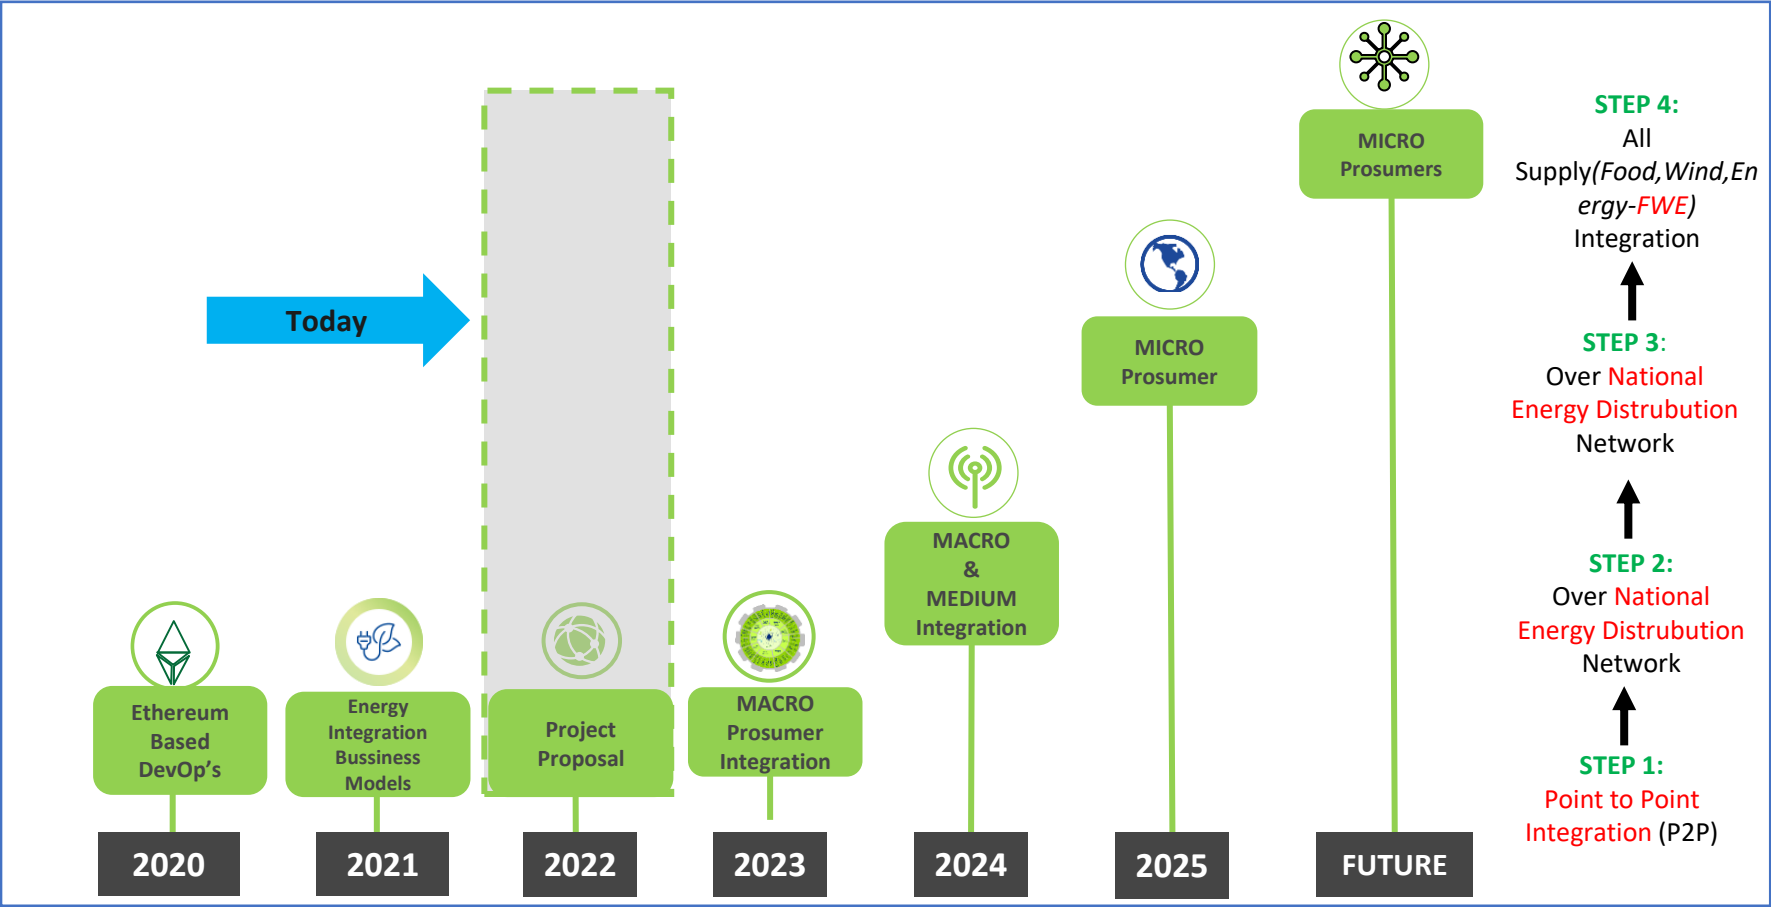 Today
Ethereum
Based
DevOp’s
2020
Energy
Integration
Bussiness
Models
2021
Project
Proposal
2022
MACRO
Prosumer
Integration
2023
MACRO
&
MEDIUM
Integration
2024
MICRO
Prosumer
2025
MICRO
Prosumers
FUTURE
STEP 4:
All
Supply(Food,Wind,En
ergy-FWE)
Integration
STEP 3:
Over National
Energy Distrubution
Network
STEP 2:
Over National
Energy Distrubution
Network
STEP 1:
Point to Point
Integration (P2P)